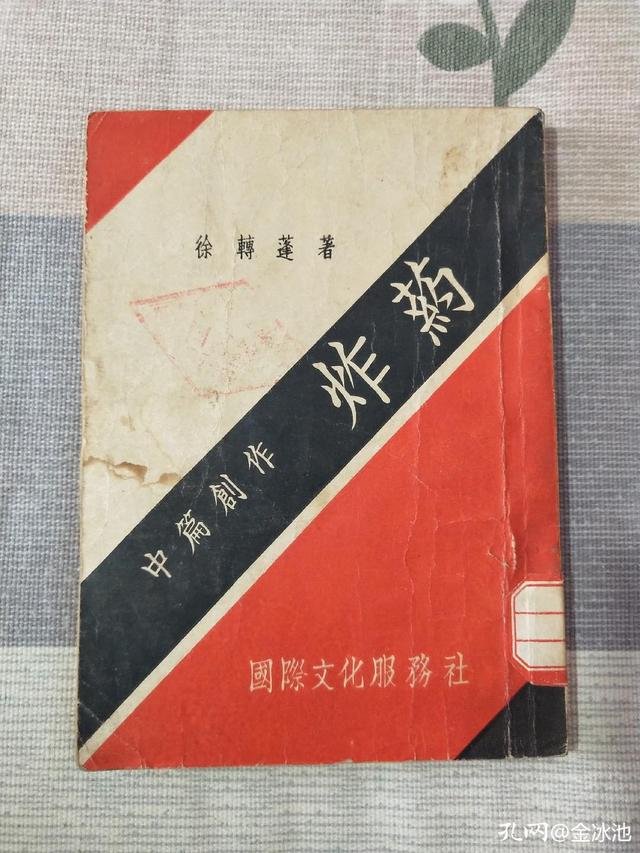 徐轉蓬著
炸药
中篇創作
國際文化服務社
孔网@金冰池